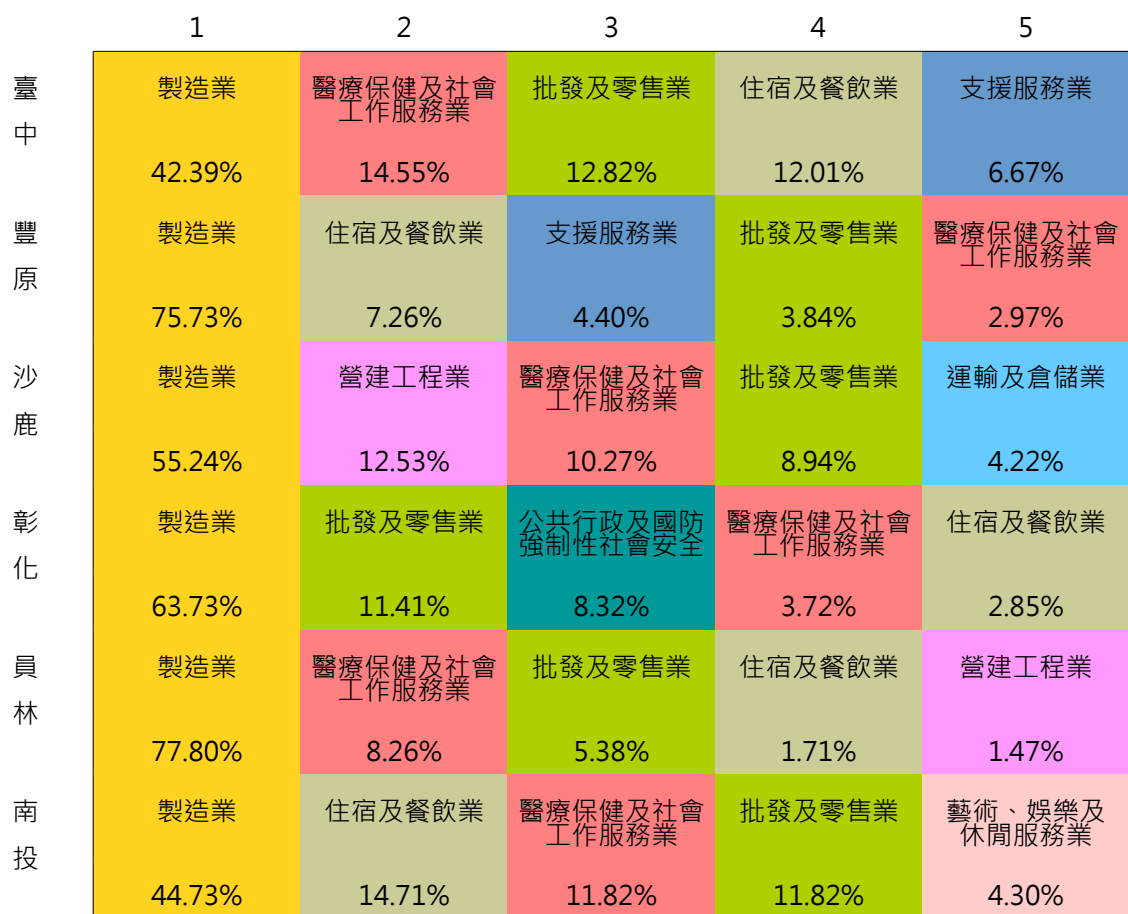 1 2 3 4 5
臺中
製造業 醫療保健及社會工作服務業 批發及零售業 住宿及餐飲業 支援服務業
42.39% 14.55% 12.82% 12.01% 6.67%
豐原
製造業 住宿及餐飲業 支援服務業 批發及零售業 醫療保健及社會工作服務業
75.73% 7.26% 4.40% 3.84% 2.97%
沙鹿
製造業 營建工程業 醫療保健及社會工作服務業 批發及零售業 運輸及倉儲業
55.24% 12.53% 10.27% 8.94% 4.22%
彰化
製造業 批發及零售業 公共行政及國防強制性社會安全 醫療保健及社會工作服務業 住宿及餐飲業
63.73% 11.41% 8.32% 3.72% 2.85%
員林
製造業 醫療保健及社會工作服務業 批發及零售業 住宿及餐飲業 營建工程業
77.80% 8.26% 5.38% 1.71% 1.47%
南投
製造業 住宿及餐飲業 醫療保健及社會工作服務業 批發及零售業 藝術、娛樂及休閒服務業
44.73% 14.71% 11.82% 11.82% 4.30%